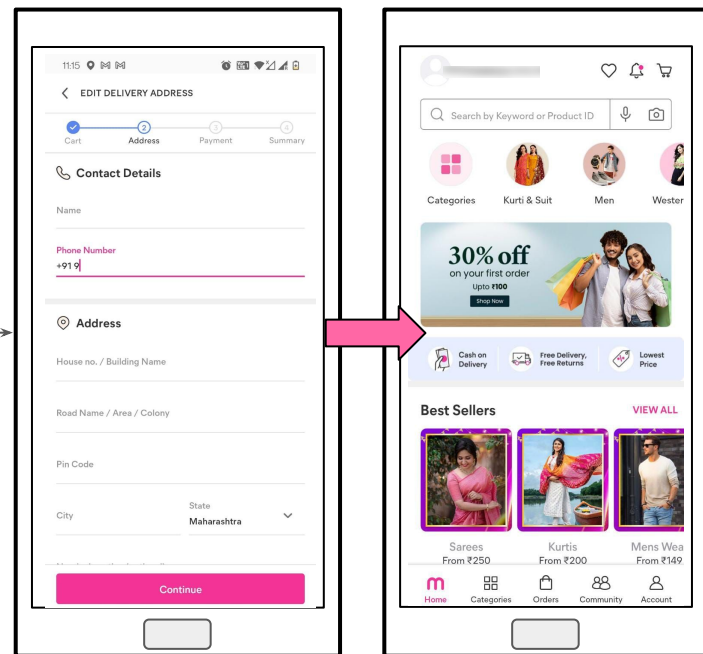 11:15
EDIT DELIVERY ADDRESS
2 3 4
Cart Address Payment Summary
Contact Details
Name
Phone Number
+91 9
Address
House no. / Building Name
Road Name / Area / Colony
Pin Code
City
State
Maharashtra
Continue
Search by Keyword or Product ID
Categories Kurti & Suit Men Wester
30% off
on your first order
Upto ₹100
Shop Now
Cash on
Delivery
Free Delivery,
Free Returns
Lowest
Price
Best Sellers VIEW ALL
Sarees Kurtis Mens Wea
From ₹250 From ₹200 From ₹149
m
Home Categories Orders Community Account